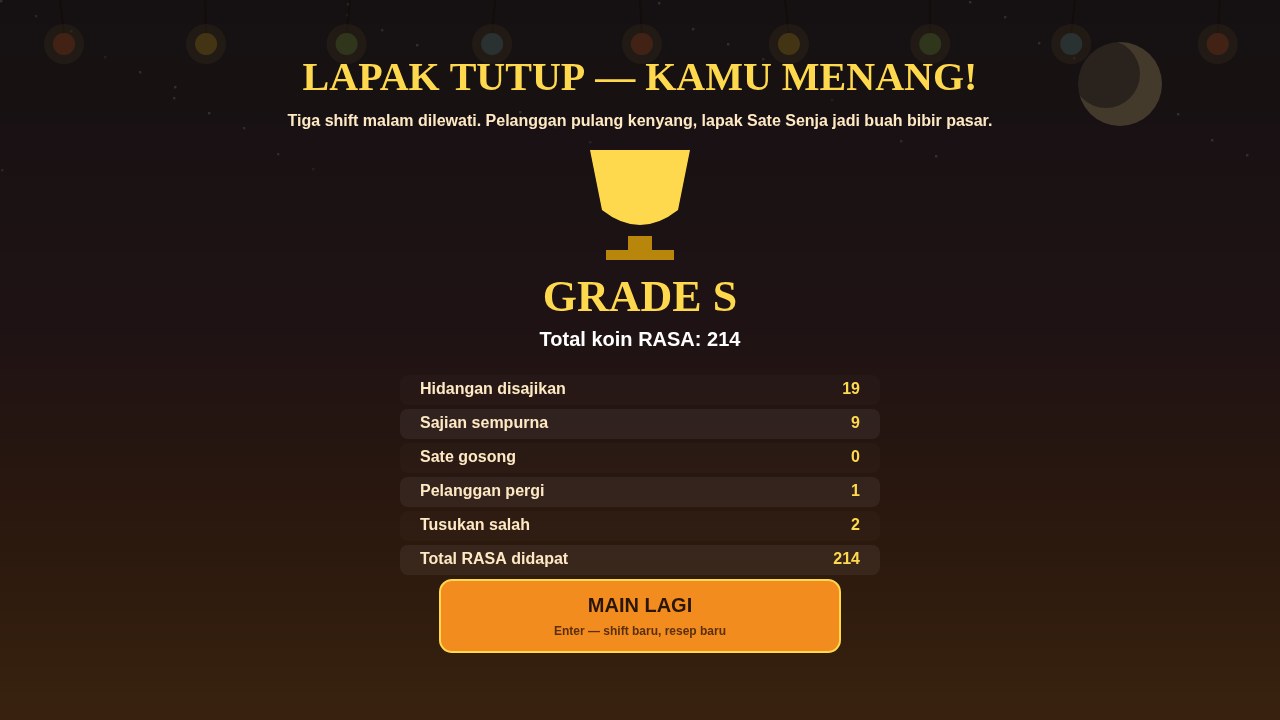 LAPAK TUTUP — KAMU MENANG!
Tiga shift malam dilewati. Pelanggan pulang kenyang, lapak Sate Senja jadi buah bibir pasar.
GRADE S
Total koin RASA: 214
Hidangan disajikan 19
Sajian sempurna 9
Sate gosong 0
Pelanggan pergi 1
Tusukan salah 2
Total RASA didapat 214
MAIN LAGI
Enter — shift baru, resep baru